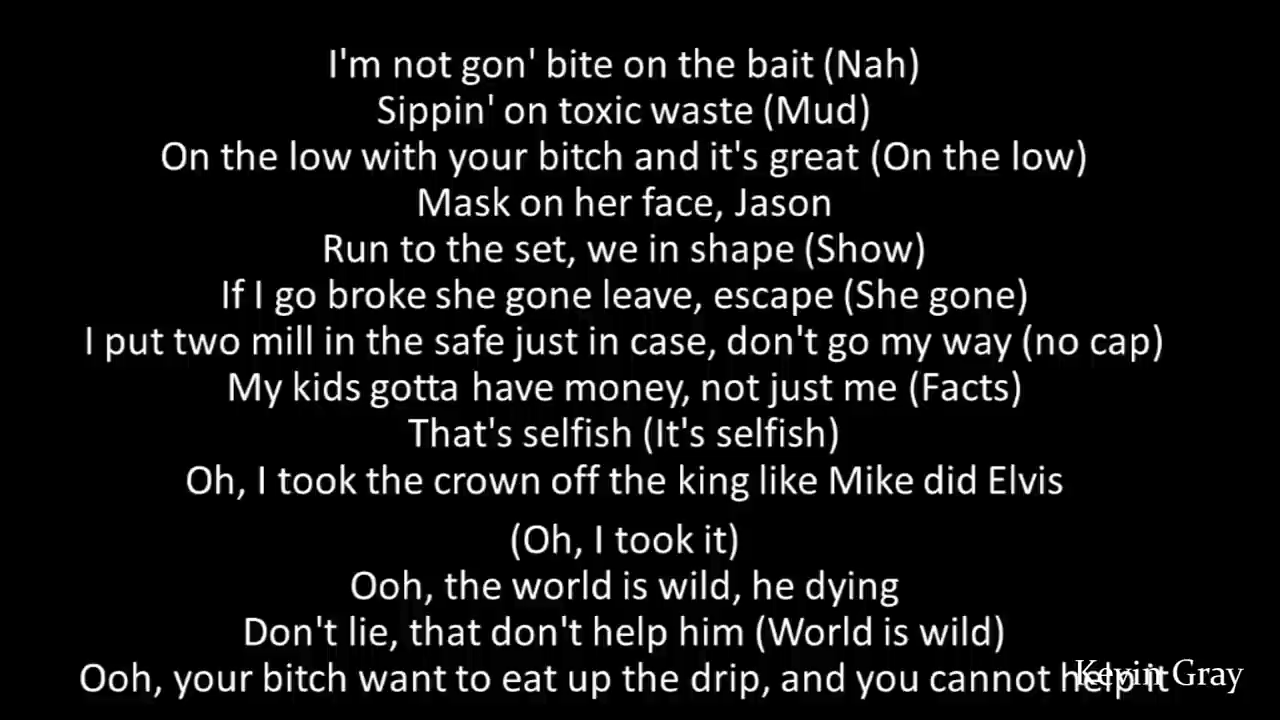 I'm not gon' bite on the bait (Nah)
Sippin' on toxic waste (Mud)
On the low with your bitch and it's great (On the low)
Mask on her face, Jason
Run to the set, we in shape (Show)
If I go broke she gone leave, escape (She gone)
I put two mill in the safe just in case, don't go my way (no cap)
My kids gotta have money, not just me (Facts)
That's selfish (It's selfish)
Oh, I took the crown off the king like Mike did Elvis
(Oh, I took it)
Ooh, the world is wild, he dying
Don't lie, that don't help him (World is wild)
Ooh, your bitch want to eat up the drip, and you cannot help it
Kevin Gray